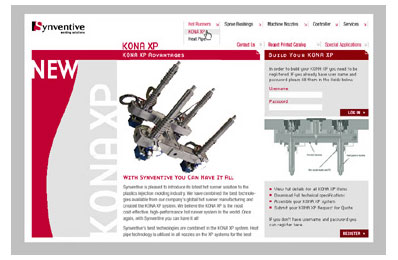 Synventive
molding solutions
Hot Runners
Sprue Bushings
Machine Nozzles
Controller
Services
KONA XP
Heat Pipe
Contact Us
Request Printed Catalog
Special Applications
KONA XP
KONA XP ADVANTAGES
BUILD YOUR KONA XP
NEW
KONA XP
In order to build your KONA XP you need to be
registered. If you already have user name and
password please fill them in the fields below.
Username
Password
LOG IN
WITH SYNVENTIVE YOU CAN HAVE IT ALL
Synventive is pleased to introduce its latest hot runner solution to the
plastics injection molding industry. We have combined the best technolo-
gies available from our company's global hot runner manufacturing and
created the KONA XP system. We believe the KONA XP is the most
cost effective, high-performance hot runner system in the world. Once
again, with Synventive you can have it all!
Synventive's best technologies are combined in the KONA XP system. Heat
pipe technology is utilized in all nozzles on the XP systems for the best
View full details for all KONA XP items
Download full technical specifications
Assemble your KONA XP system
Submit your KONA XP Request for Quote
If you don't have username and password you
can register here.
REGISTER